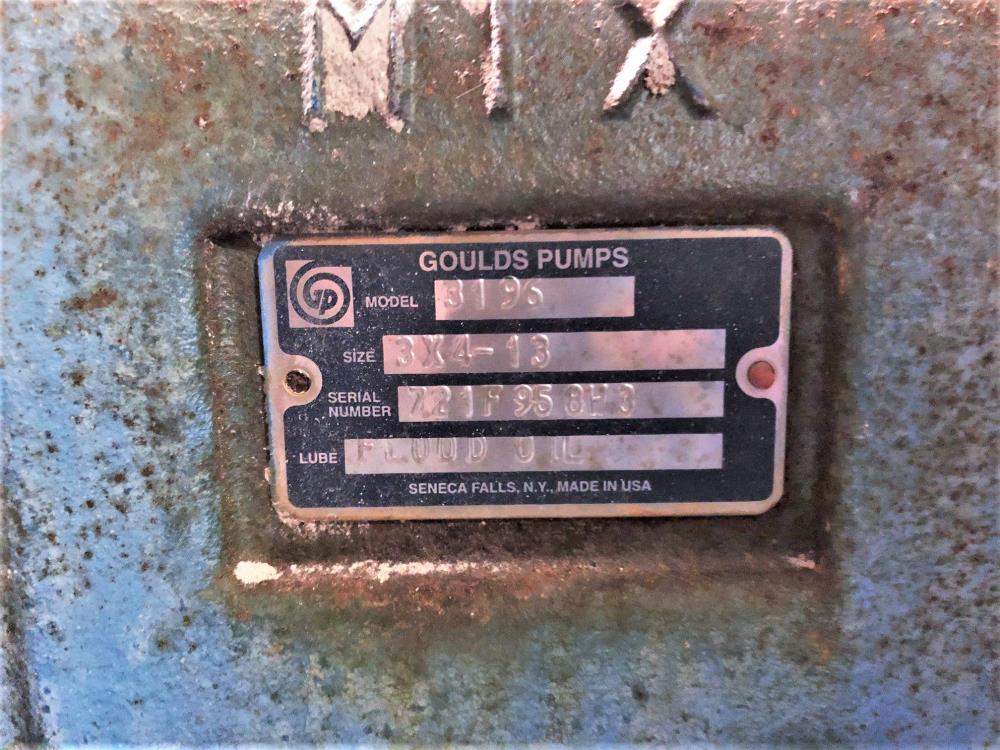 MTX
GOULDS PUMPS
gp
MODEL 3196
SIZE 3X4-13
SERIAL NUMBER 721F958H3
LUBE FLOOD OIL
SENECA FALLS, N.Y., MADE IN USA